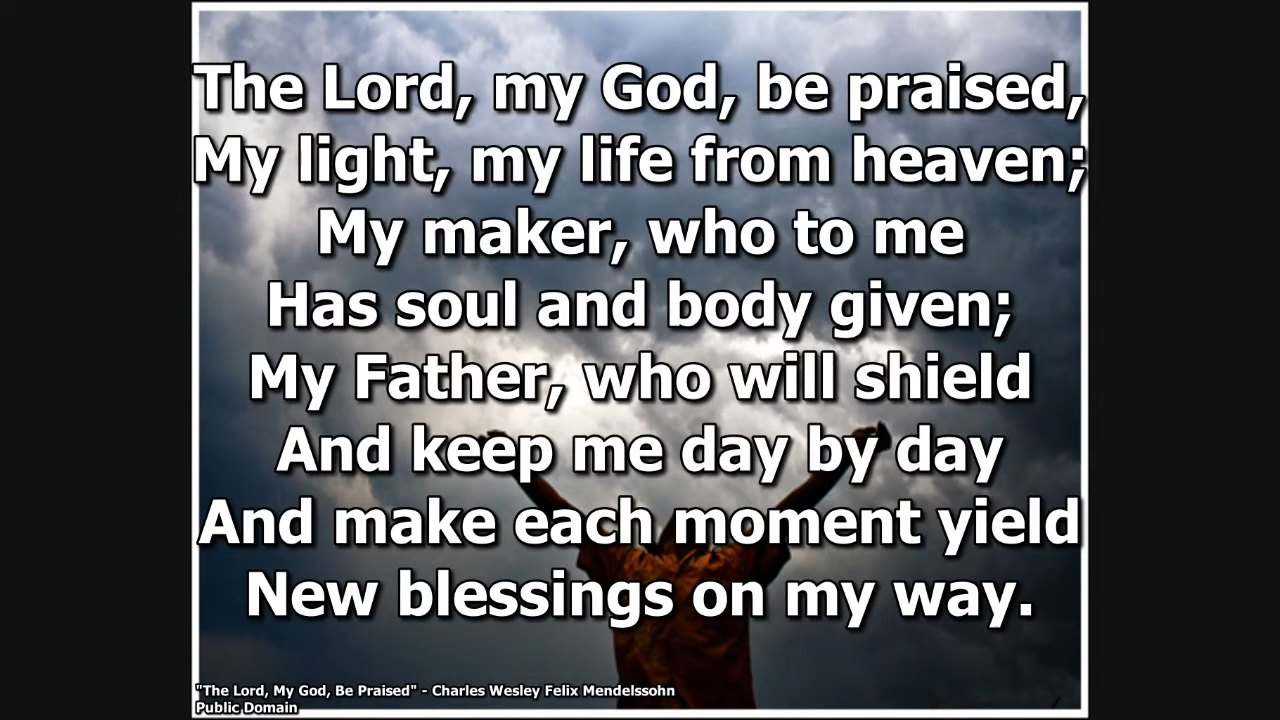 The Lord, my God, be praised,
My light, my life from heaven;
My maker, who to me
Has soul and body given;
My Father, who will shield
And keep me day by day
And make each moment yield
New blessings on my way.
"The Lord, My God, Be Praised" - Charles Wesley Felix Mendelssohn
Public Domain